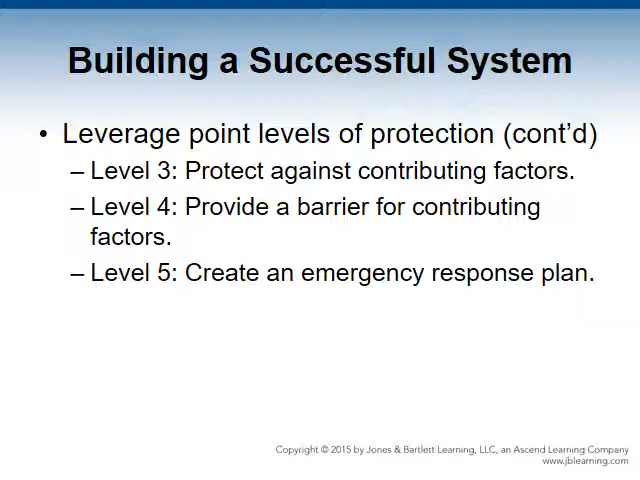 Building a Successful System
• Leverage point levels of protection (cont’d)
– Level 3: Protect against contributing factors.
– Level 4: Provide a barrier for contributing
factors.
– Level 5: Create an emergency response plan.
Copyright © 2015 by Jones & Bartlett Learning, LLC, an Ascend Learning Company
www.jblearning.com